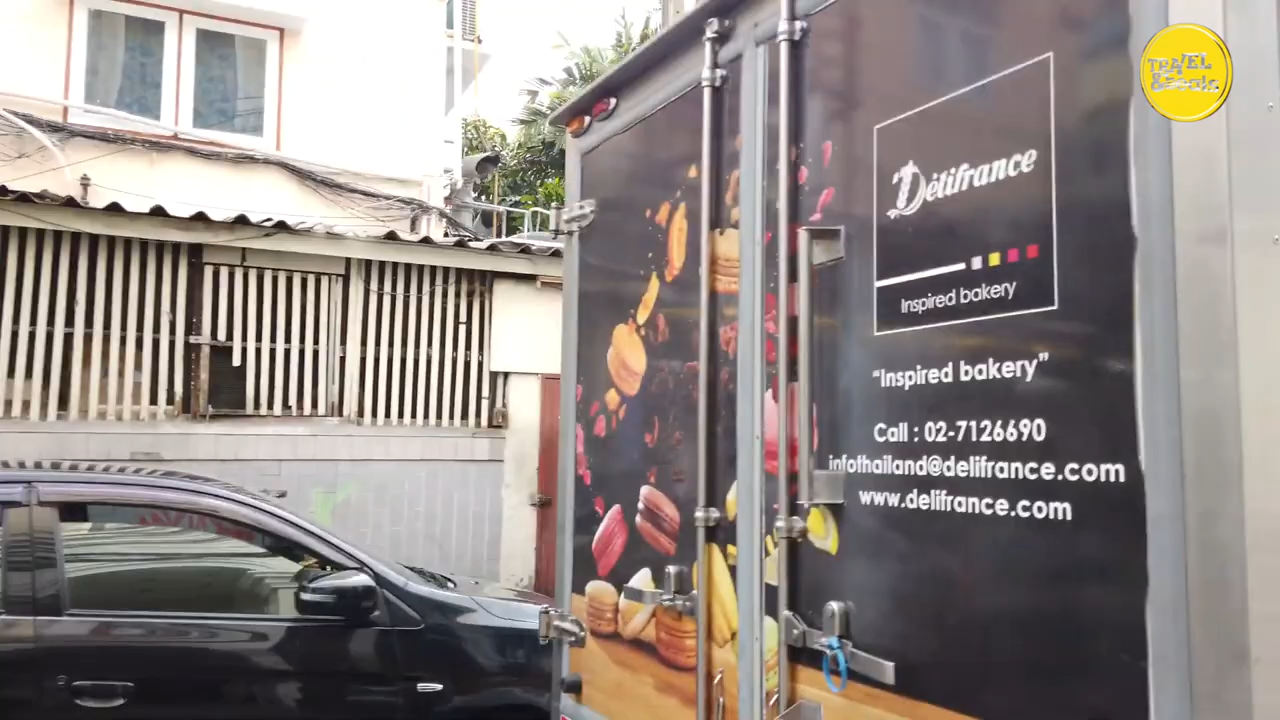 TRAVEL
Délifrance
Inspired bakery
“Inspired bakery”
Call : 02-7126690
infothailand@delifrance.com
www.delifrance.com